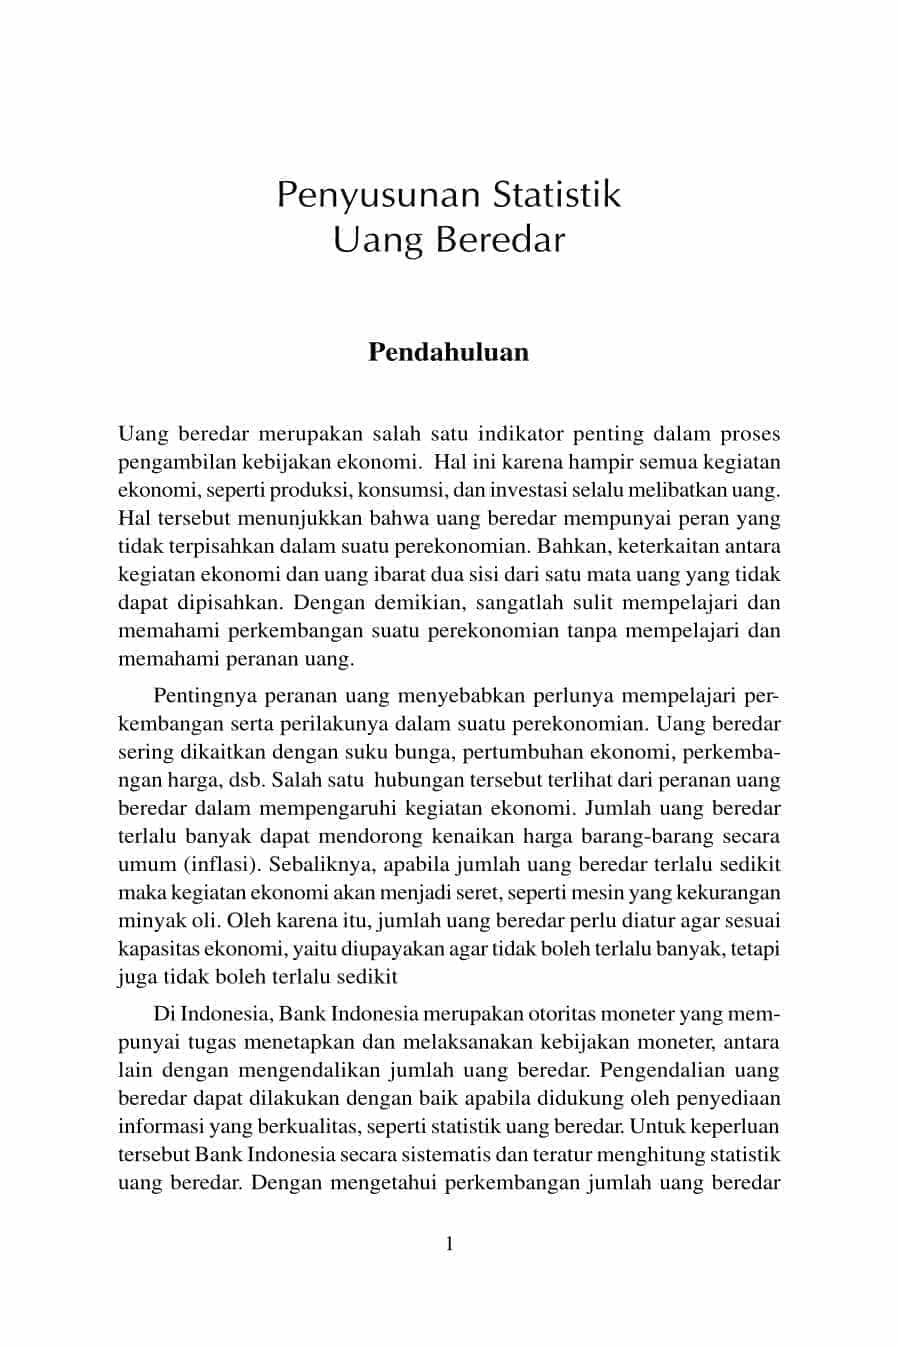 Penyusunan Statistik
Uang Beredar
Pendahuluan
Uang beredar merupakan salah satu indikator penting dalam proses
pengambilan kebijakan ekonomi.  Hal ini karena hampir semua kegiatan
ekonomi, seperti produksi, konsumsi, dan investasi selalu melibatkan uang.
Hal tersebut menunjukkan bahwa uang beredar mempunyai peran yang
tidak terpisahkan dalam suatu perekonomian. Bahkan, keterkaitan antara
kegiatan ekonomi dan uang ibarat dua sisi dari satu mata uang yang tidak
dapat dipisahkan. Dengan demikian, sangatlah sulit mempelajari dan
memahami perkembangan suatu perekonomian tanpa mempelajari dan
memahami peranan uang.
Pentingnya peranan uang menyebabkan perlunya mempelajari per-
kembangan serta perilakunya dalam suatu perekonomian. Uang beredar
sering dikaitkan dengan suku bunga, pertumbuhan ekonomi, perkemba-
ngan harga, dsb. Salah satu  hubungan tersebut terlihat dari peranan uang
beredar dalam mempengaruhi kegiatan ekonomi. Jumlah uang beredar
terlalu banyak dapat mendorong kenaikan harga barang-barang secara
umum (inflasi). Sebaliknya, apabila jumlah uang beredar terlalu sedikit
maka kegiatan ekonomi akan menjadi seret, seperti mesin yang kekurangan
minyak oli. Oleh karena itu, jumlah uang beredar perlu diatur agar sesuai
kapasitas ekonomi, yaitu diupayakan agar tidak boleh terlalu banyak, tetapi
juga tidak boleh terlalu sedikit
Di Indonesia, Bank Indonesia merupakan otoritas moneter yang mem-
punyai tugas menetapkan dan melaksanakan kebijakan moneter, antara
lain dengan mengendalikan jumlah uang beredar. Pengendalian uang
beredar dapat dilakukan dengan baik apabila didukung oleh penyediaan
informasi yang berkualitas, seperti statistik uang beredar. Untuk keperluan
tersebut Bank Indonesia secara sistematis dan teratur menghitung statistik
uang beredar. Dengan mengetahui perkembangan jumlah uang beredar
1